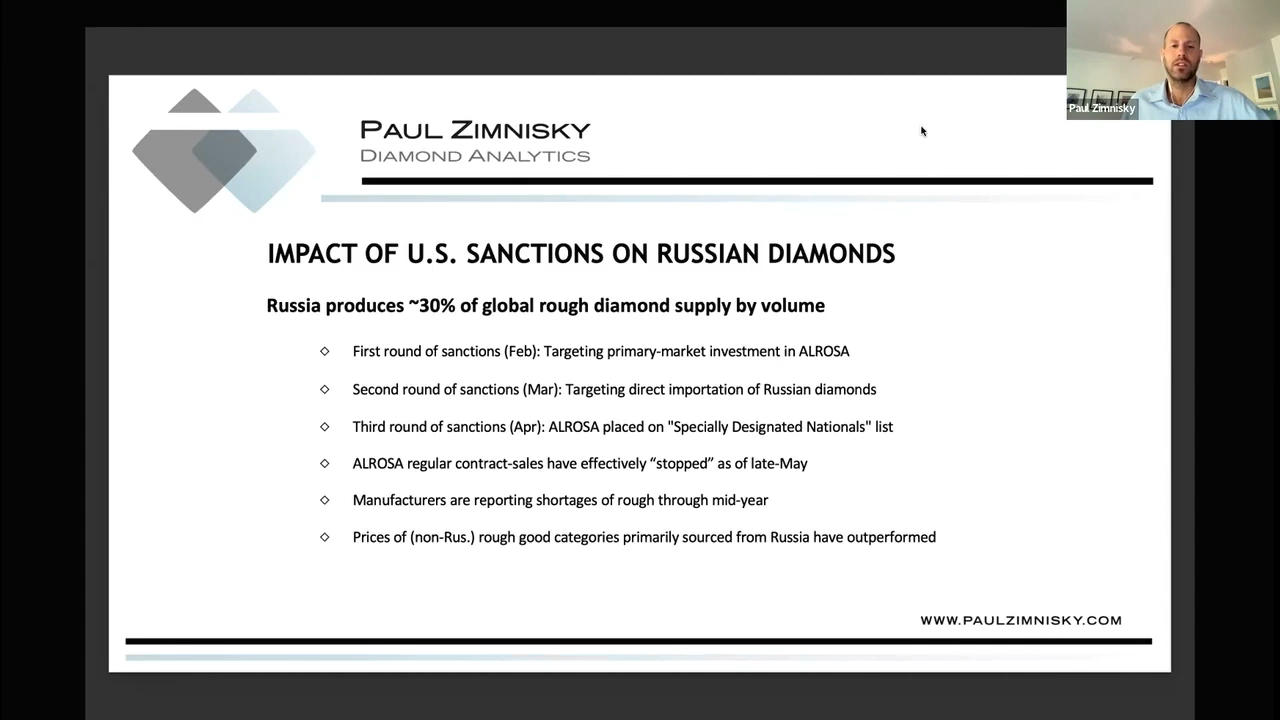 Paul Zimnisky
PAUL ZIMNISKY
DIAMOND ANALYTICS
IMPACT OF U.S. SANCTIONS ON RUSSIAN DIAMONDS
Russia produces ~30% of global rough diamond supply by volume
First round of sanctions (Feb): Targeting primary-market investment in ALROSA
Second round of sanctions (Mar): Targeting direct importation of Russian diamonds
Third round of sanctions (Apr): ALROSA placed on "Specially Designated Nationals" list
ALROSA regular contract-sales have effectively “stopped” as of late-May
Manufacturers are reporting shortages of rough through mid-year
Prices of (non-Rus.) rough good categories primarily sourced from Russia have outperformed
WWW.PAULZIMNISKY.COM